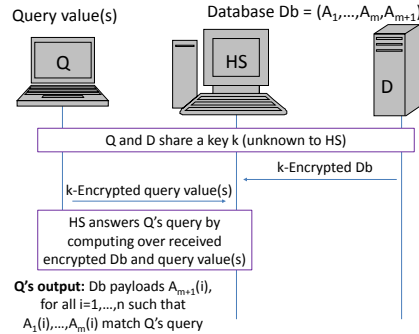 Query value(s)
Database Db = (A1,…,Am,Am+1)
Q
HS
D
Q and D share a key k (unknown to HS)
k-Encrypted Db
k-Encrypted query value(s)
HS answers Q's query by
computing over received
encrypted Db and query value(s)
Q's output: Db payloads Am+1(i),
for all i=1,…,n such that
A1(i),…,Am(i) match Q's query